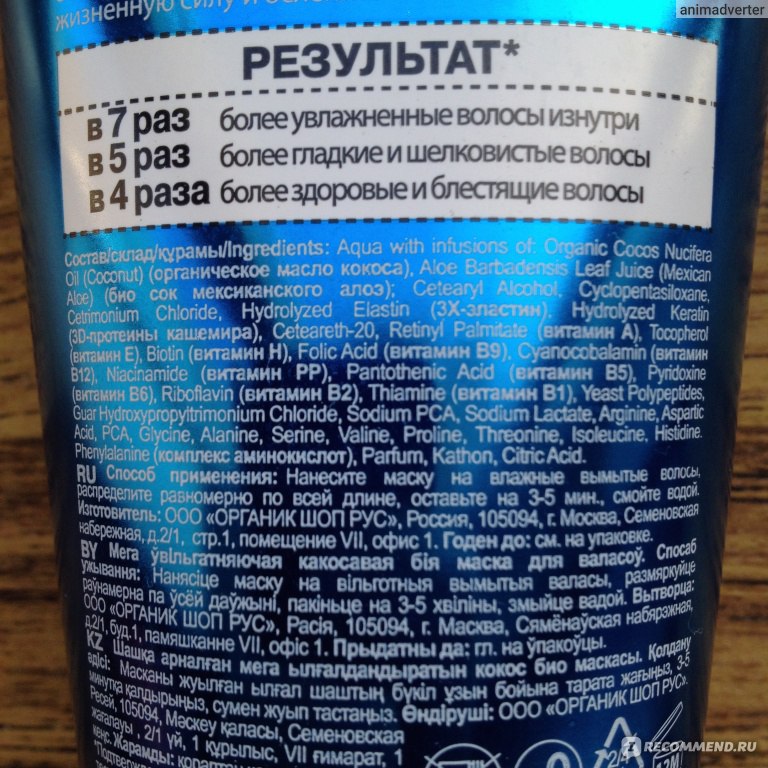 animadverter
жизненную силу и
РЕЗУЛЬТАТ*
в 7 раз более увлажненные волосы изнутри
в 5 раз более гладкие и шелковистые волосы
в 4 раза более здоровые и блестящие волосы
Состав/склад/құрамы/Ingredients: Aqua with infusions of: Organic Cocos Nucifera
Oil (Coconut) (органическое масло кокоса), Aloe Barbadensis Leaf Juice (Mexican
Aloe) (био сок мексиканского алоэ); Cetearyl Alcohol, Cyclopentasiloxane,
Cetrimonium Chloride, Hydrolyzed Elastin (3X-эластин), Hydrolyzed Keratin
(3D-протеины кашемира), Ceteareth-20, Retinyl Palmitate (витамин A), Tocopherol
(витамин E), Biotin (витамин H), Folic Acid (витамин B9), Cyanocobalamin (витамин
B12), Niacinamide (витамин PP), Pantothenic Acid (витамин B5), Pyridoxine
(витамин B6), Riboflavin (витамин B2), Thiamine (витамин B1), Yeast Polypeptides,
Guar Hydroxypropyltrimonium Chloride, Sodium PCA, Sodium Lactate, Arginine, Aspartic
Acid, PCA, Glycine, Alanine, Serine, Valine, Proline, Threonine, Isoleucine, Histidine.
Phenylalanine (комплекс аминокислот), Parfum, Kathon, Citric Acid.
RU Способ применения: Нанесите маску на влажные вымытые волосы,
распределите равномерно по всей длине, оставьте на 3-5 мин., смойте водой.
Изготовитель: ООО «ОРГАНИК ШОП РУС», Россия, 105094, г. Москва, Семеновская
набережная, д.2/1, стр.1, помещение VII, офис 1. Годен до: см. на упаковке.
BY Мега ўвільгатняючая какосавая бія маска для валасоў. Спосаб
ужывання: Нанясіце маску на вільготныя вымытыя валасы, размяркуйце
раўнамерна па ўсёй даўжыні, пакіньце на 3-5 хвіліны, змыйце вадой. Вытворца:
ООО «ОРГАНИК ШОП РУС», Расія, 105094, г. Масква, Сямёнаўская набярэжная,
д.2/1, буд.1, памяшканне VII, офіс 1. Прыдатны да: гл. на ўпакоўцы.
KZ Шашқа арналған мега ылғалдандыратын кокос био маскасы. Қолдану
әдісі: Масканы жуылған ылғал шаштың бүкіл ұзын бойына тарата жағыңыз, 3-5
минутқа қалдырыңыз, сумен жуып тастаңыз. Өндіруші: ООО «ОРГАНИК ШОП РУС»,
Ресей, 105094, Мәскеу қаласы, Семеновская
жағалауы, 2/1 үй, 1 құрылыс, VII ғимарат, 1
кеңс. Жарамды:
12M
RECOMMEND.RU